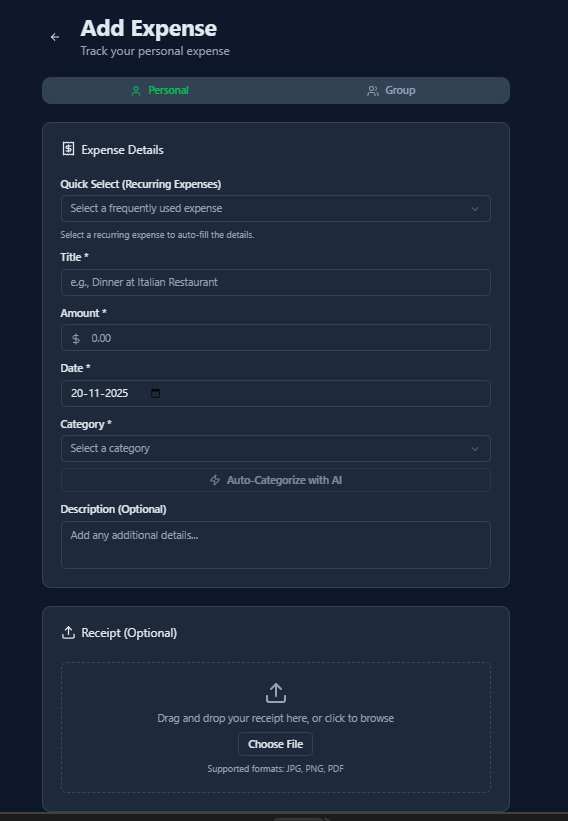 Add Expense
Track your personal expense
Personal
Group
Expense Details
Quick Select (Recurring Expenses)
Select a frequently used expense
Select a recurring expense to auto-fill the details.
Title *
e.g., Dinner at Italian Restaurant
Amount *
$ 0.00
Date *
20-11-2025
Category *
Select a category
Auto-Categorize with AI
Description (Optional)
Add any additional details...
Receipt (Optional)
Drag and drop your receipt here, or click to browse
Choose File
Supported formats: JPG, PNG, PDF